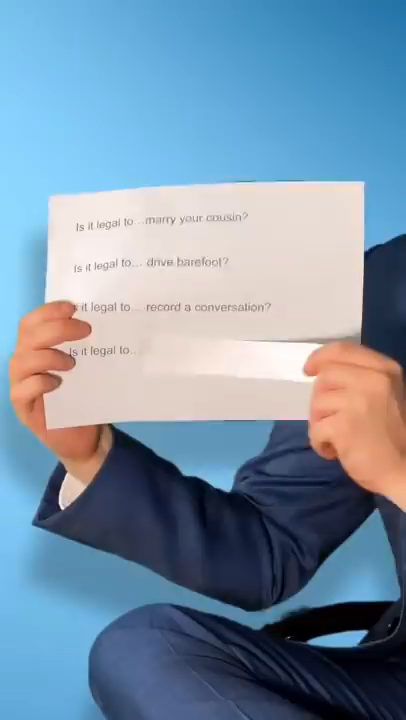 Is it legal to...marry your cousin?
Is it legal to... drive barefoot?
it legal to... record a conversation?
Is it legal to...